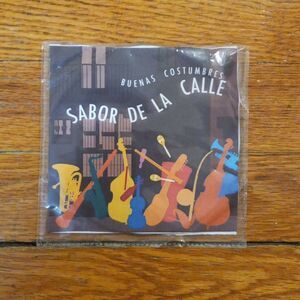 BUENAS COSTUMBRES
SABOR DE LA CALLE